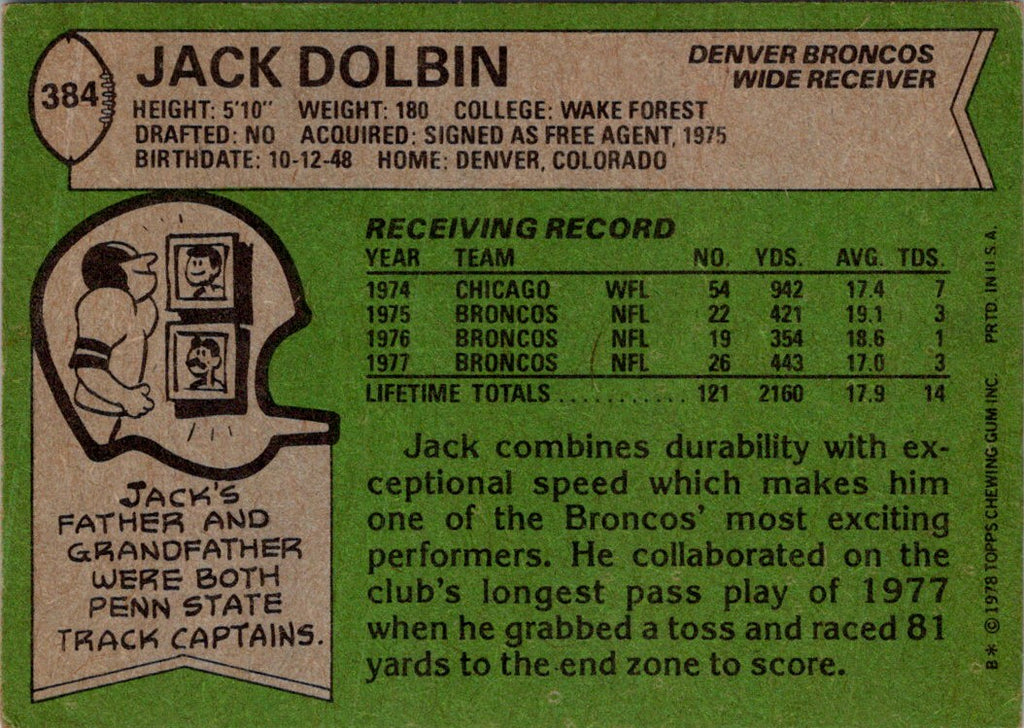 384
JACK DOLBIN
DENVER BRONCOS
WIDE RECEIVER
HEIGHT: 5'10" WEIGHT: 180 COLLEGE: WAKE FOREST
DRAFTED: NO ACQUIRED: SIGNED AS FREE AGENT, 1975
BIRTHDATE: 10-12-48 HOME: DENVER, COLORADO
RECEIVING RECORD
YEAR TEAM NO. YDS. AVG. TDS.
1974 CHICAGO WFL 54 942 17.4 7
1975 BRONCOS NFL 22 421 19.1 3
1976 BRONCOS NFL 19 354 18.6 1
1977 BRONCOS NFL 26 443 17.0 3
LIFETIME TOTALS............ 121 2160 17.9 14
Jack combines durability with ex-
ceptional speed which makes him
one of the Broncos' most exciting
performers. He collaborated on the
club's longest pass play of 1977
when he grabbed a toss and raced 81
yards to the end zone to score.
JACK'S
FATHER AND
GRANDFATHER
WERE BOTH
PENN STATE
TRACK CAPTAINS.
B* ©1978 TOPPS CHEWING GUM INC. PRTD. IN U.S.A.